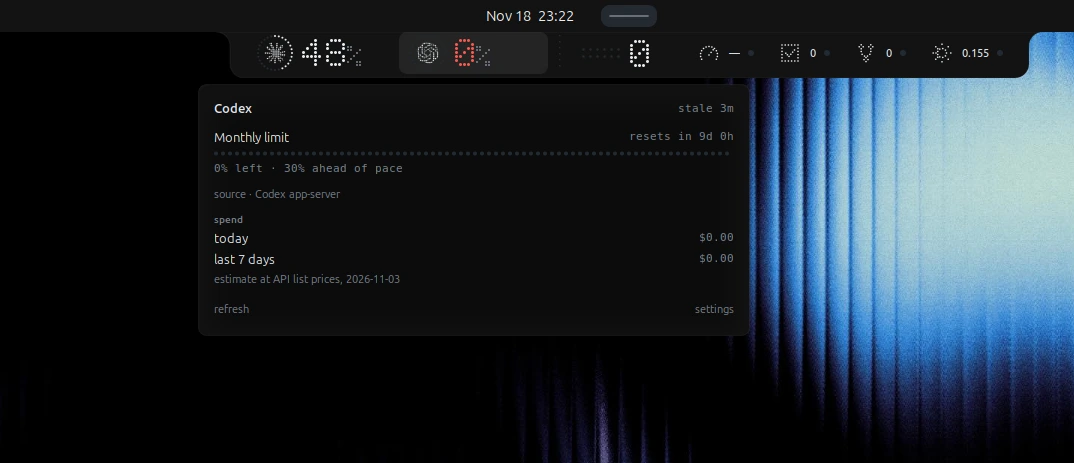 Nov 18 23:22
48% 0% 0 — 0 0 0.155
Codex stale 3m
Monthly limit resets in 9d 0h
0% left · 30% ahead of pace
source · Codex app-server
spend
today $0.00
last 7 days $0.00
estimate at API list prices, 2026-11-03
refresh settings